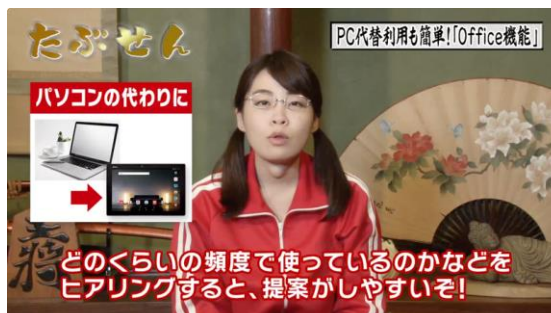 たぶせん
PC代替利用も簡単!「Office機能」
パソコンの代わりに
どのくらいの頻度で使っているのかなどを
ヒアリングすると、提案がしやすいぞ!